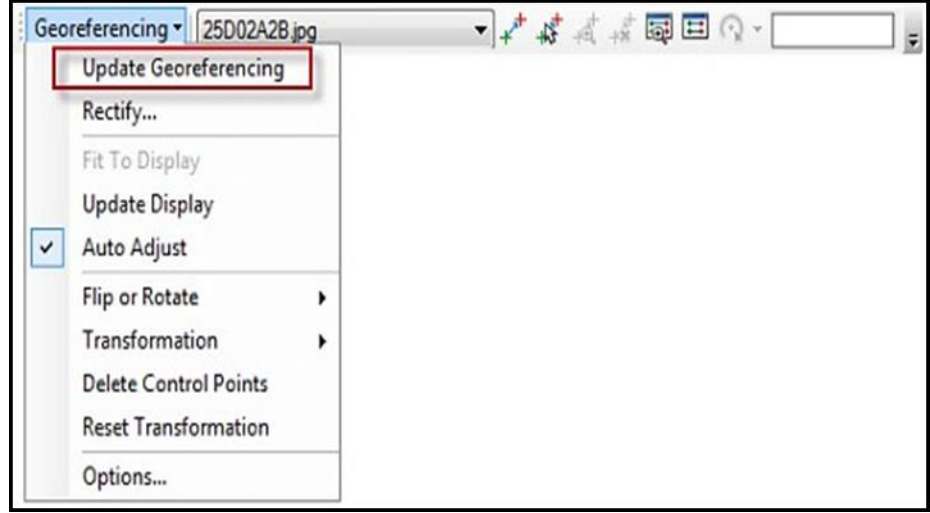 Georeferencing 25D02A2B.jpg
Update Georeferencing
Rectify...
Fit To Display
Update Display
Auto Adjust
Flip or Rotate
Transformation
Delete Control Points
Reset Transformation
Options...